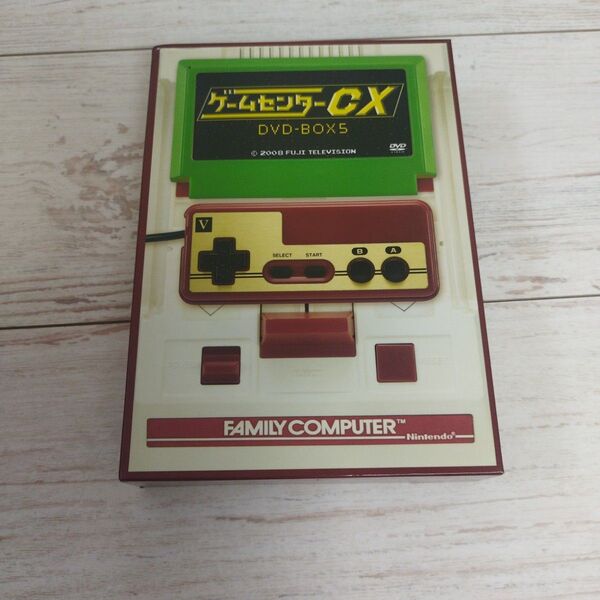 ゲームセンターCX
DVD-BOX5
© 2008 FUJI TELEVISION
DVD
V
SELECT START
B A
FAMILY COMPUTER™
Nintendo®